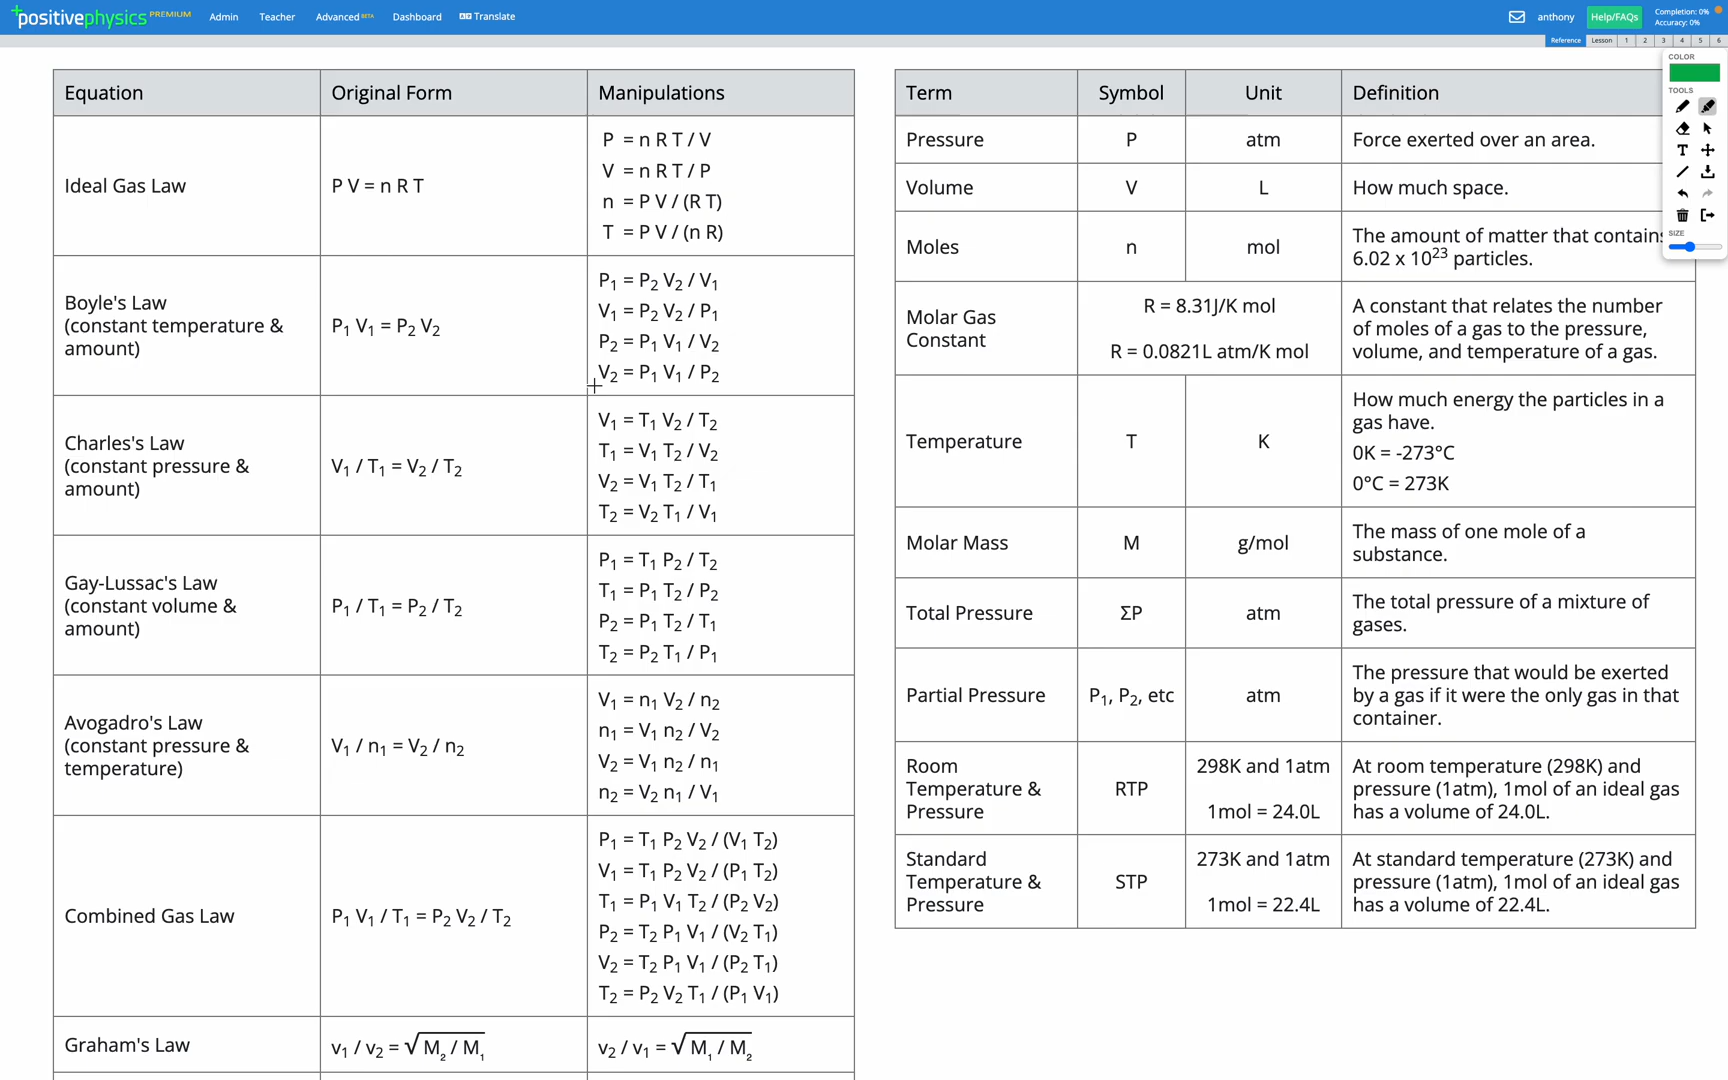 positivephysics PREMIUM Admin Teacher Advanced BETA Dashboard Translate anthony Help/FAQs Completion: 0%
Accuracy: 0%
Reference Lesson 1 2 3 4 5 6
COLOR
TOOLS
SIZE
Equation Original Form Manipulations
Ideal Gas Law P V = n R T
P = n R T / V
V = n R T / P
n = P V / (R T)
T = P V / (n R)
Boyle's Law
(constant temperature &
amount)
P₁ V₁ = P₂ V₂
P₁ = P₂ V₂ / V₁
V₁ = P₂ V₂ / P₁
P₂ = P₁ V₁ / V₂
V₂ = P₁ V₁ / P₂
Charles's Law
(constant pressure &
amount)
V₁ / T₁ = V₂ / T₂
V₁ = T₁ V₂ / T₂
T₁ = V₁ T₂ / V₂
V₂ = V₁ T₂ / T₁
T₂ = V₂ T₁ / V₁
Gay-Lussac's Law
(constant volume &
amount)
P₁ / T₁ = P₂ / T₂
P₁ = T₁ P₂ / T₂
T₁ = P₁ T₂ / P₂
P₂ = P₁ T₂ / T₁
T₂ = P₂ T₁ / P₁
Avogadro's Law
(constant pressure &
temperature)
V₁ / n₁ = V₂ / n₂
V₁ = n₁ V₂ / n₂
n₁ = V₁ n₂ / V₂
V₂ = V₁ n₂ / n₁
n₂ = V₂ n₁ / V₁
Combined Gas Law
P₁ V₁ / T₁ = P₂ V₂ / T₂
P₁ = T₁ P₂ V₂ / (V₁ T₂)
V₁ = T₁ P₂ V₂ / (P₁ T₂)
T₁ = P₁ V₁ T₂ / (P₂ V₂)
P₂ = T₂ P₁ V₁ / (V₂ T₁)
V₂ = T₂ P₁ V₁ / (P₂ T₁)
T₂ = P₂ V₂ T₁ / (P₁ V₁)
Graham's Law v₁ / v₂ = √M₂ / M₁ v₂ / v₁ = √M₁ / M₂
Term Symbol Unit Definition
Pressure P atm Force exerted over an area.
Volume V L How much space.
Moles n mol
The amount of matter that contains
6.02 x 10²³ particles.
Molar Gas
Constant
R = 8.31J/K mol
R = 0.0821L atm/K mol
A constant that relates the number
of moles of a gas to the pressure,
volume, and temperature of a gas.
Temperature T K
How much energy the particles in a
gas have.
0K = -273°C
0°C = 273K
Molar Mass M g/mol
The mass of one mole of a
substance.
Total Pressure ΣP atm
The total pressure of a mixture of
gases.
Partial Pressure P₁, P₂, etc atm
The pressure that would be exerted
by a gas if it were the only gas in that
container.
Room
Temperature &
Pressure
RTP
298K and 1atm
1mol = 24.0L
At room temperature (298K) and
pressure (1atm), 1mol of an ideal gas
has a volume of 24.0L.
Standard
Temperature &
Pressure
STP
273K and 1atm
1mol = 22.4L
At standard temperature (273K) and
pressure (1atm), 1mol of an ideal gas
has a volume of 22.4L.